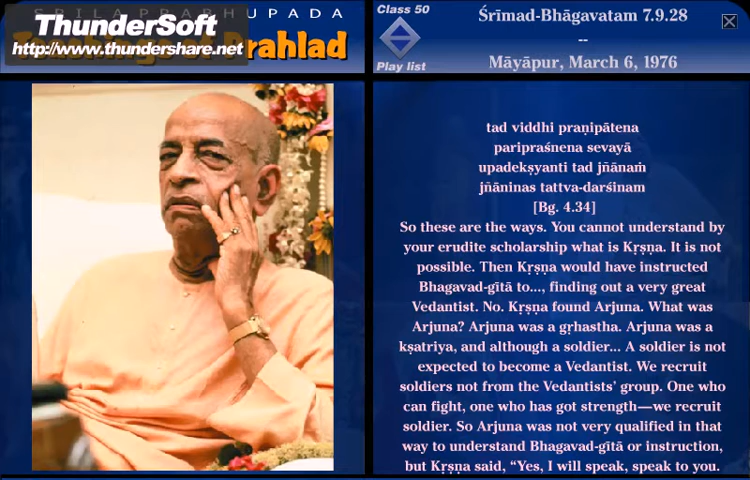 SRILA PRABHUPADA
ThunderSoft
http://www.thundershare.net
Teachings of Prahlad
Class 50
Play list
Śrīmad-Bhāgavatam 7.9.28
--
Māyāpur, March 6, 1976
tad viddhi praṇipātena
paripraśnena sevayā
upadekṣyanti tad jñānaṁ
jñāninas tattva-darśinam
[Bg. 4.34]
So these are the ways. You cannot understand by
your erudite scholarship what is Kṛṣṇa. It is not
possible. Then Kṛṣṇa would have instructed
Bhagavad-gītā to..., finding out a very great
Vedantist. No. Kṛṣṇa found Arjuna. What was
Arjuna? Arjuna was a gṛhastha. Arjuna was a
kṣatriya, and although a soldier... A soldier is not
expected to become a Vedantist. We recruit
soldiers not from the Vedantists' group. One who
can fight, one who has got strength—we recruit
soldier. So Arjuna was not very qualified in that
way to understand Bhagavad-gītā or instruction,
but Kṛṣṇa said, “Yes, I will speak, speak to you.